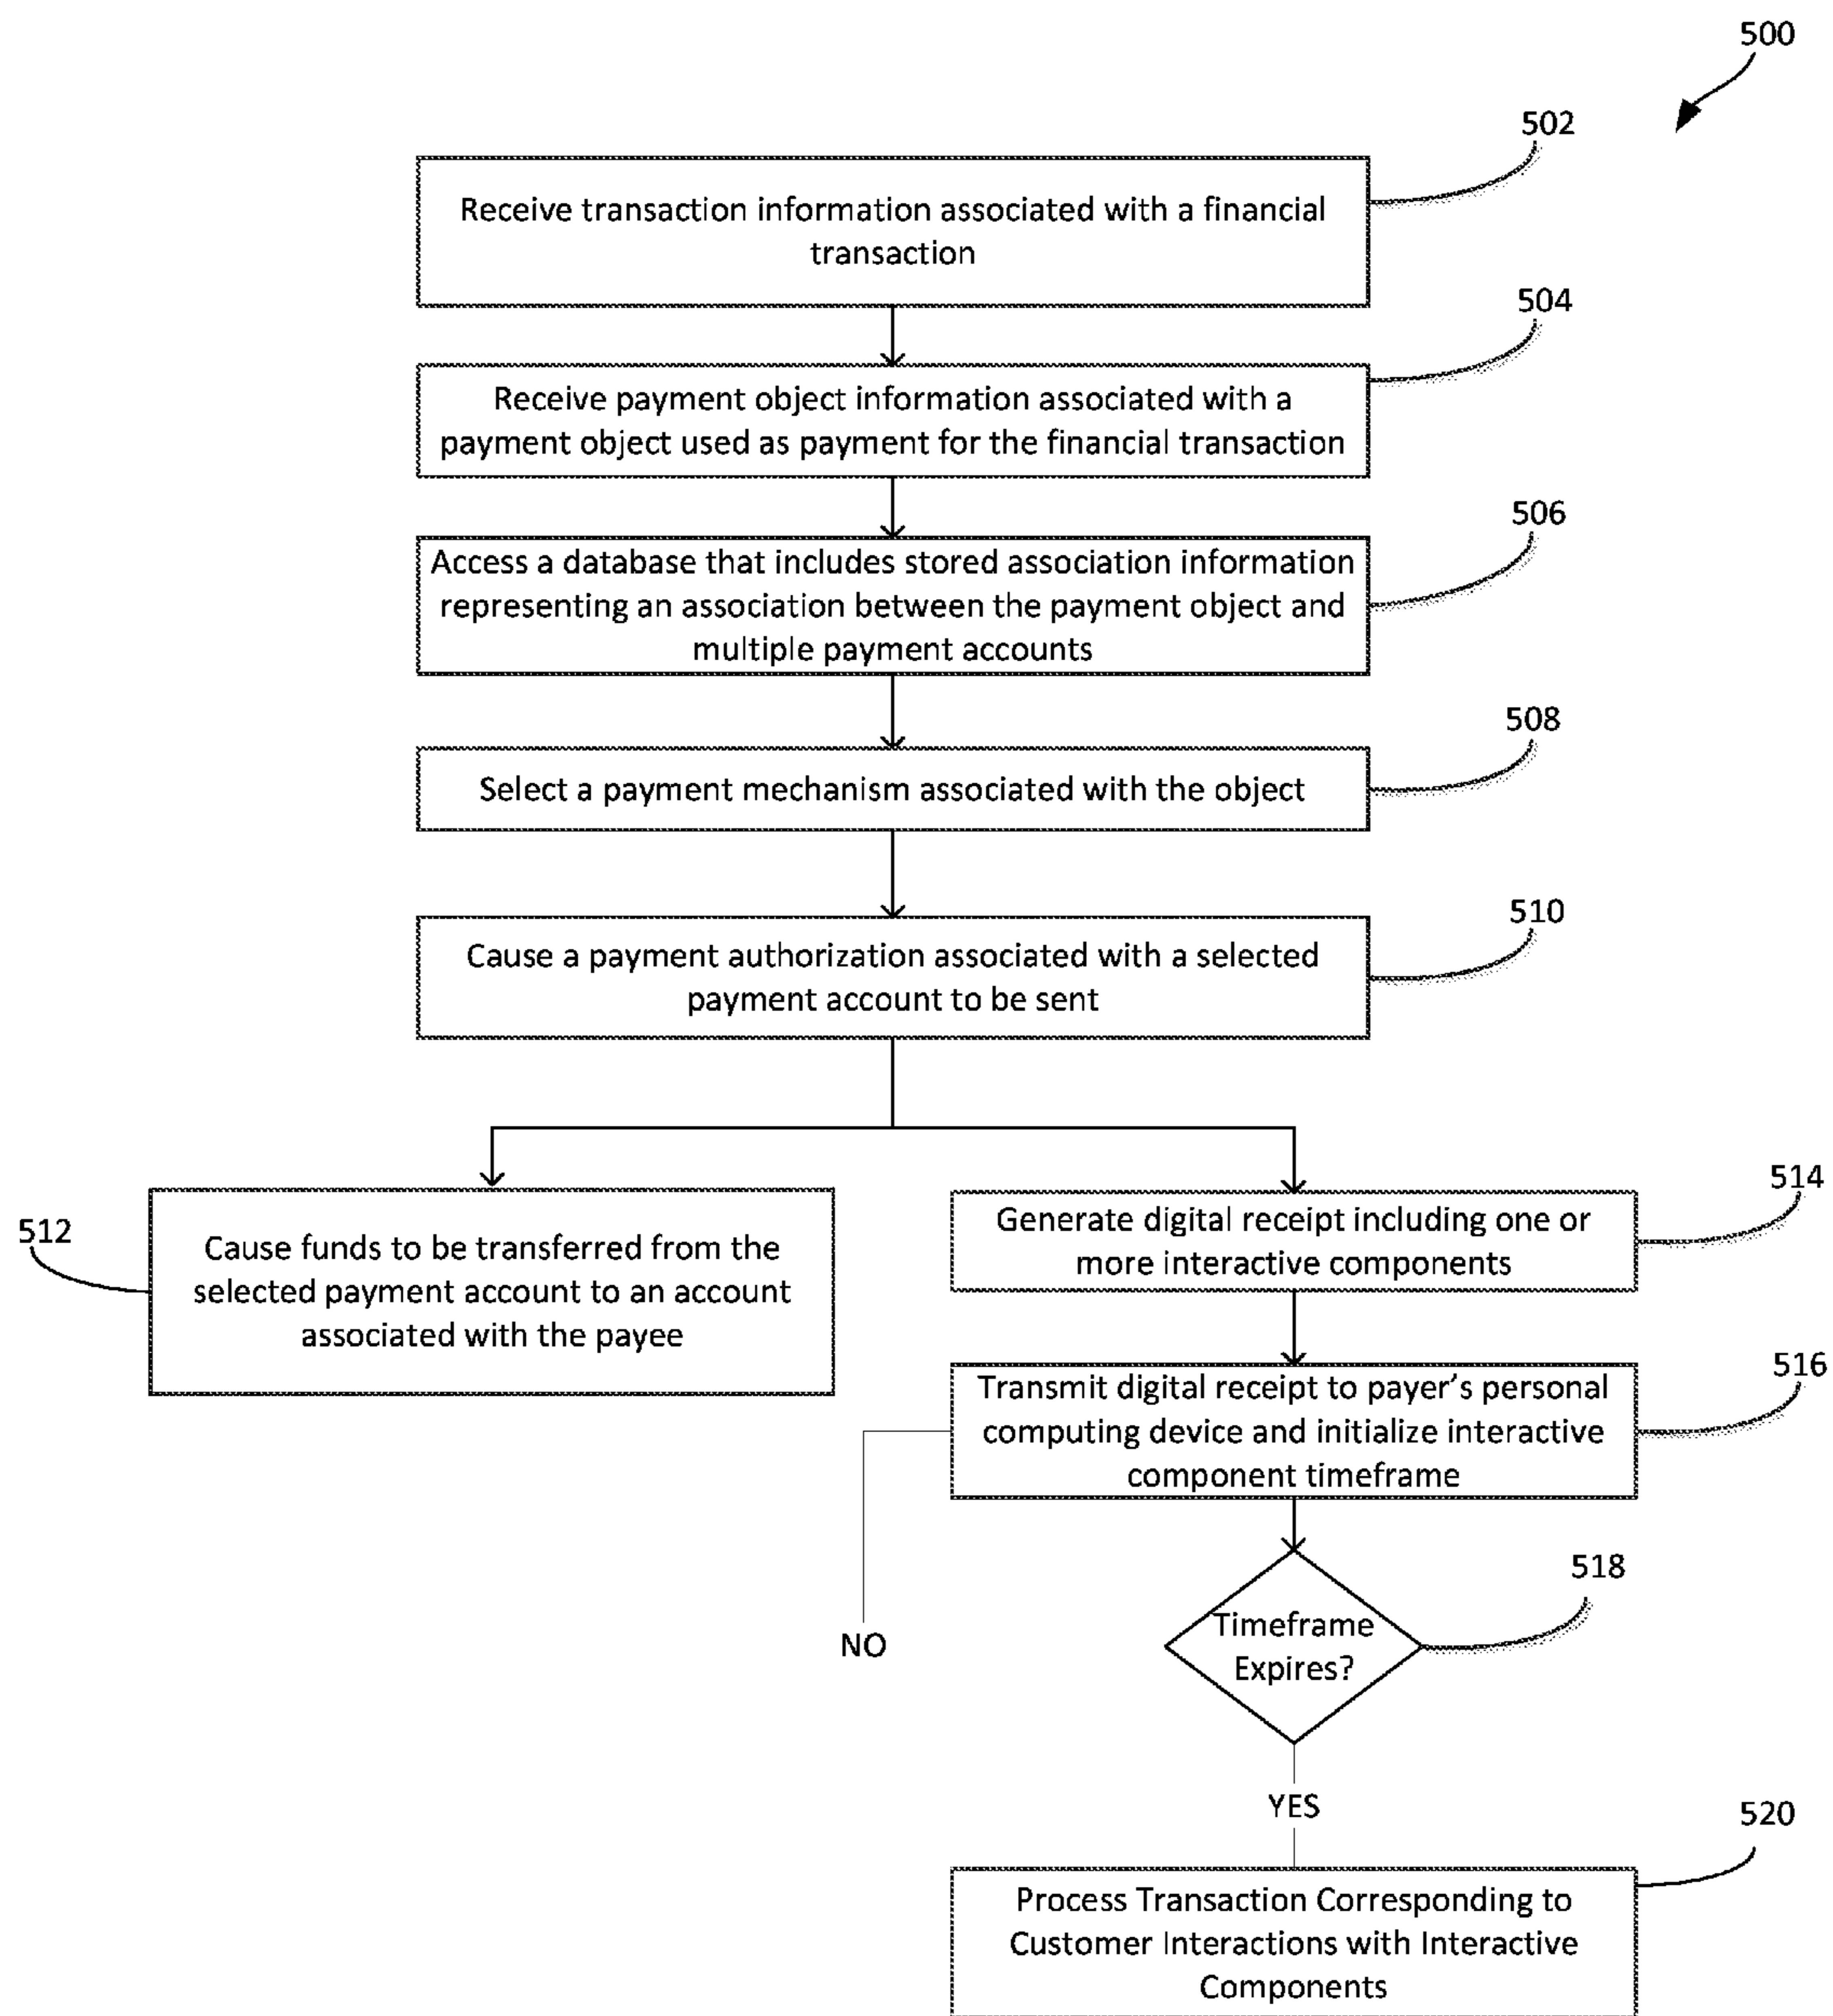 500
502
Receive transaction information associated with a financial
transaction
504
Receive payment object information associated with a
payment object used as payment for the financial transaction
506
Access a database that includes stored association information
representing an association between the payment object and
multiple payment accounts
508
Select a payment mechanism associated with the object
510
Cause a payment authorization associated with a selected
payment account to be sent
512
Cause funds to be transferred from the
selected payment account to an account
associated with the payee
514
Generate digital receipt including one or
more interactive components
516
Transmit digital receipt to payer's personal
computing device and initialize interactive
component timeframe
518
Timeframe
Expires?
NO
YES
520
Process Transaction Corresponding to
Customer Interactions with Interactive
Components